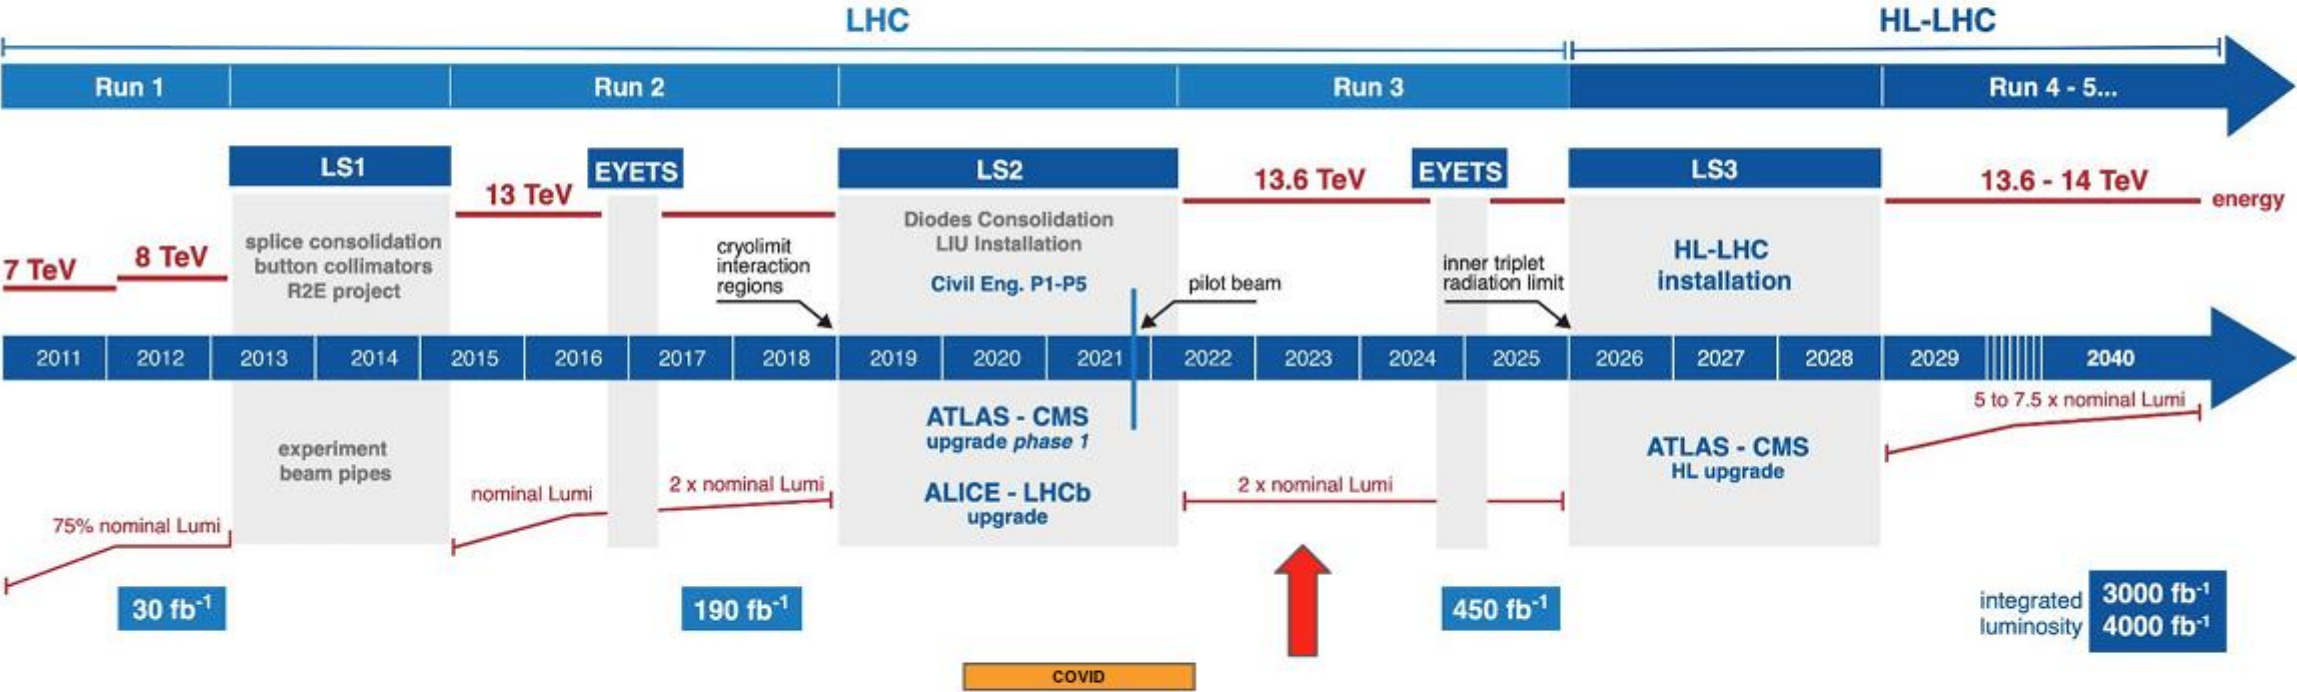 LHC
HL-LHC
Run 1
Run 2
Run 3
Run 4 - 5...
LS1
EYETS
LS2
EYETS
LS3
13 TeV
13.6 TeV
13.6 - 14 TeV
energy
7 TeV
8 TeV
splice consolidation
button collimators
R2E project
cryolimit
interaction
regions
Diodes Consolidation
LIU Installation
Civil Eng. P1-P5
pilot beam
inner triplet
radiation limit
HL-LHC
installation
2011
2012
2013
2014
2015
2016
2017
2018
2019
2020
2021
2022
2023
2024
2025
2026
2027
2028
2029
2040
5 to 7.5 x nominal Lumi
experiment
beam pipes
ATLAS - CMS
upgrade phase 1
ALICE - LHCb
upgrade
ATLAS - CMS
HL upgrade
75% nominal Lumi
nominal Lumi
2 x nominal Lumi
2 x nominal Lumi
30 fb⁻¹
190 fb⁻¹
450 fb⁻¹
integrated
luminosity
3000 fb⁻¹
4000 fb⁻¹
COVID